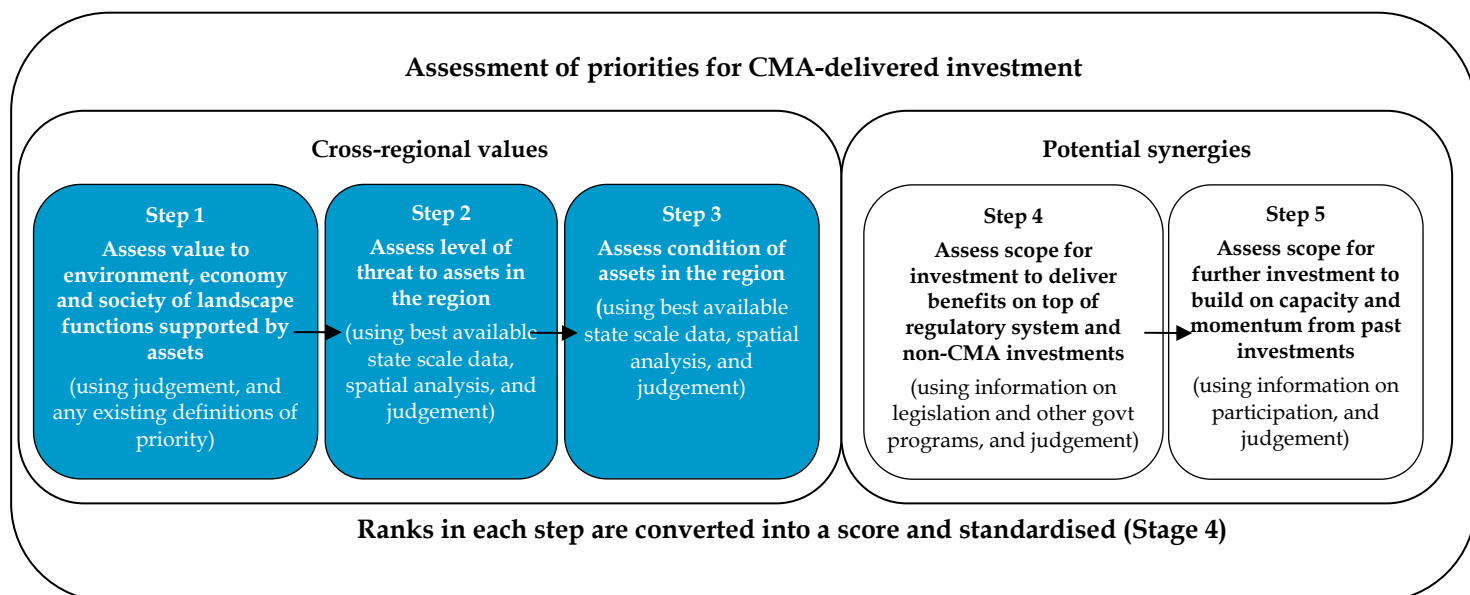 Assessment of priorities for CMA-delivered investment
Cross-regional values
Step 1
Assess value to
environment, economy
and society of landscape
functions supported by
assets
(using judgement, and
any existing definitions of
priority)
Step 2
Assess level of
threat to assets in
the region
(using best available
state scale data,
spatial analysis, and
judgement)
Step 3
Assess condition of
assets in the region
(using best available
state scale data, spatial
analysis, and
judgement)
Potential synergies
Step 4
Assess scope for
investment to deliver
benefits on top of
regulatory system and
non-CMA investments
(using information on
legislation and other govt
programs, and judgement)
Step 5
Assess scope for
further investment to
build on capacity and
momentum from past
investments
(using information on
participation, and
judgement)
Ranks in each step are converted into a score and standardised (Stage 4)